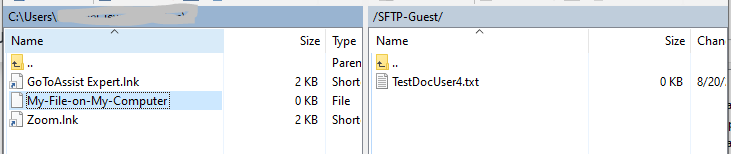 C:\Users\
Name Size Type
..  Paren
GoToAssist Expert.lnk 2 KB Short
My-File-on-My-Computer 0 KB File
Zoom.lnk 2 KB Short
/SFTP-Guest/
Name Size Chan
..
TestDocUser4.txt 0 KB 8/20/